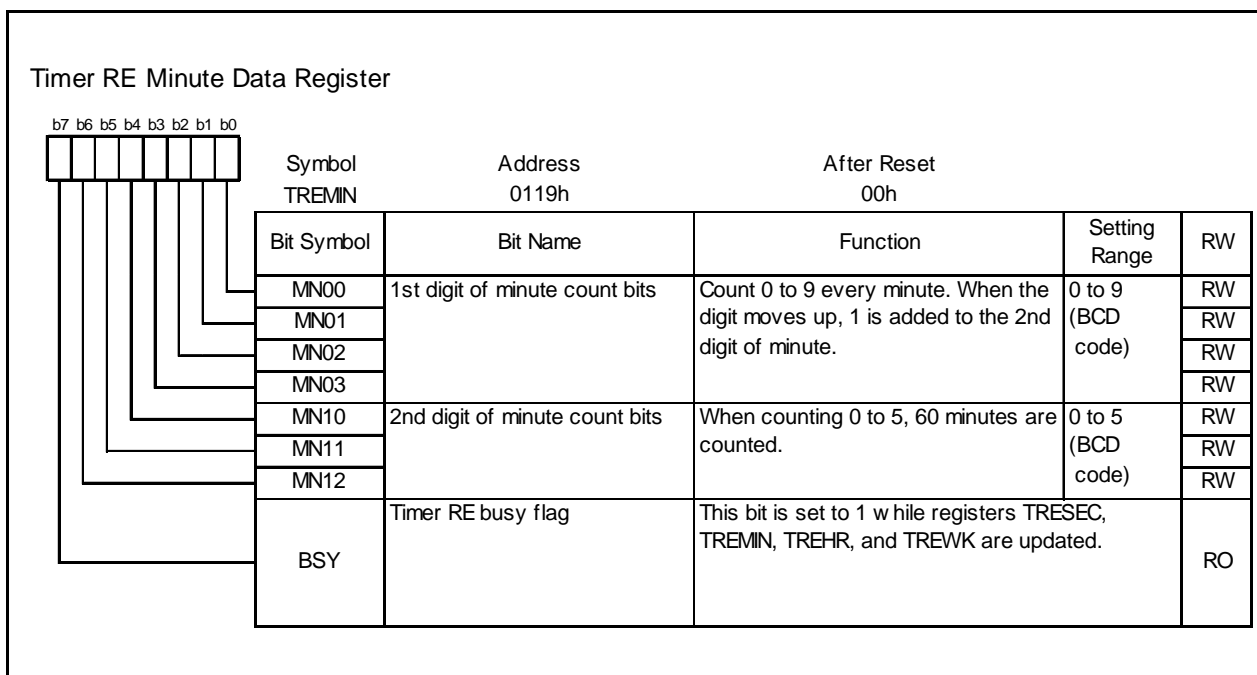 Timer RE Minute Data Register
b7 b6 b5 b4 b3 b2 b1 b0
Symbol Address After Reset
TREMIN 0119h 00h
Bit Symbol Bit Name Function Setting Range RW
MN00 1st digit of minute count bits Count 0 to 9 every minute. When the 0 to 9 RW
MN01 digit moves up, 1 is added to the 2nd (BCD RW
MN02 digit of minute. code) RW
MN03 RW
MN10 2nd digit of minute count bits When counting 0 to 5, 60 minutes are 0 to 5 RW
MN11 counted. (BCD RW
MN12 code) RW
Timer RE busy flag This bit is set to 1 w hile registers TRESEC,
TREMIN, TREHR, and TREWK are updated.
BSY RO